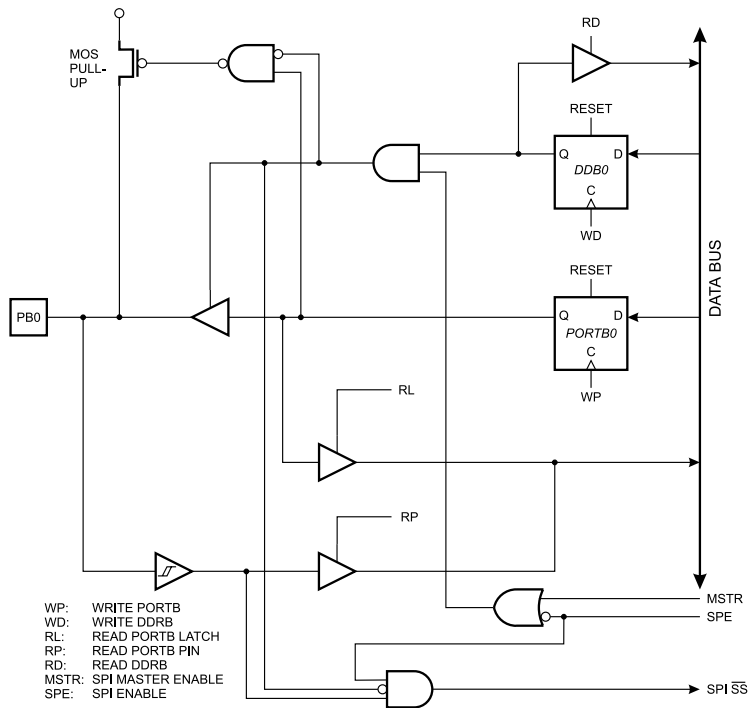 RD
MOS
PULL-
UP
RESET
Q D
DDB0
C
WD
DATA BUS
RESET
PB0
Q D
PORTB0
C
WP
RL
RP
WP: WRITE PORTB
WD: WRITE DDRB
RL: READ PORTB LATCH
RP: READ PORTB PIN
RD: READ DDRB
MSTR: SPI MASTER ENABLE
SPE: SPI ENABLE
MSTR
SPE
SPI S̅S̅